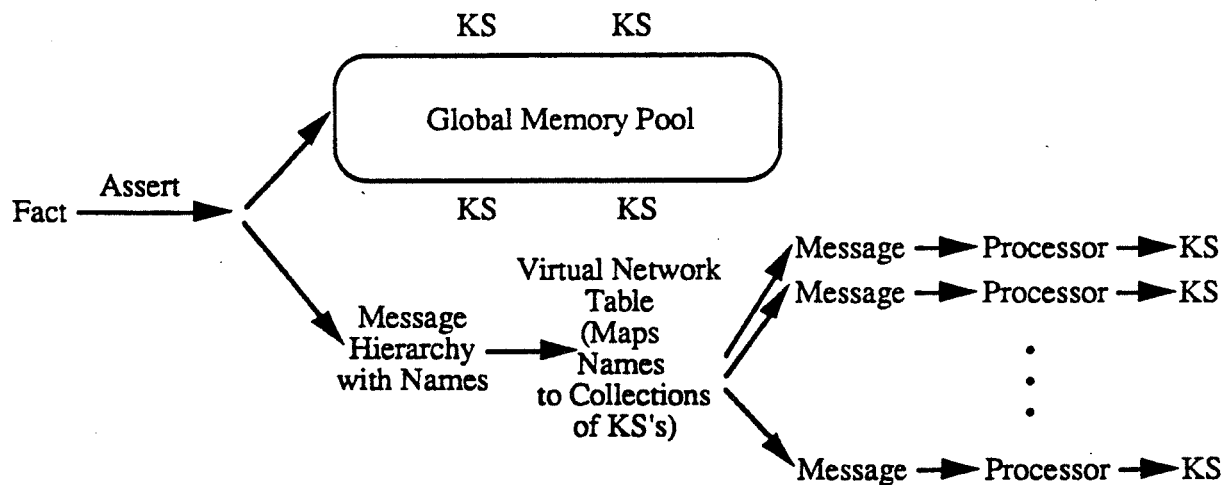 KS KS
Global Memory Pool
Assert
Fact
KS KS
Message Processor KS
Virtual Network
Table
(Maps
Names
to Collections
of KS's)
Message Processor KS
Message
Hierarchy
with Names
Message Processor KS